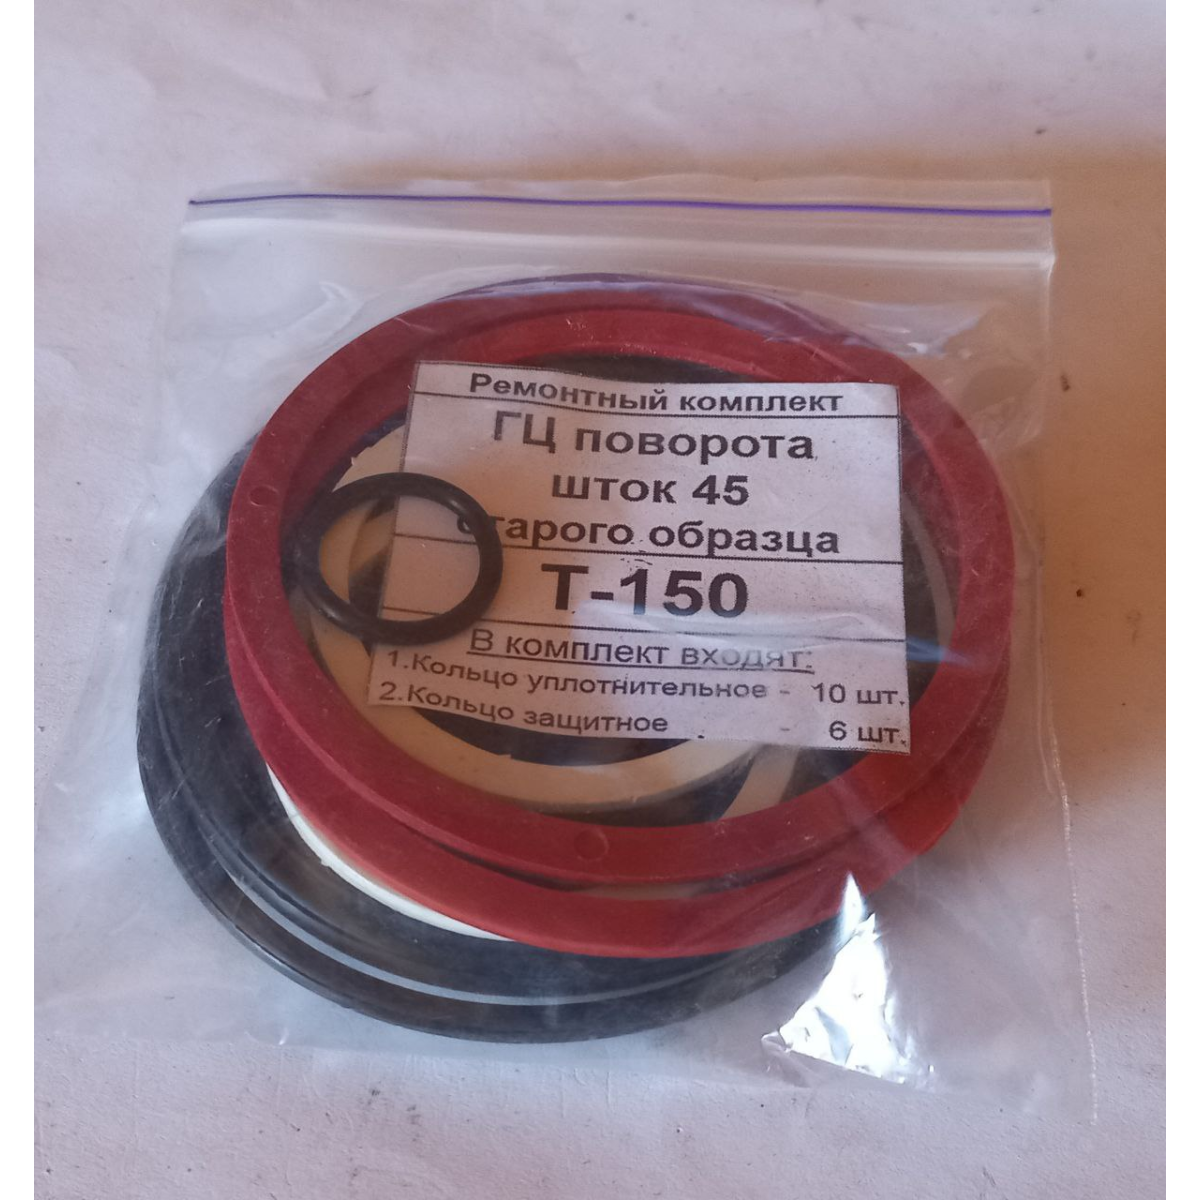 Ремонтный комплект
ГЦ поворота
шток 45
старого образца
Т-150
В комплект входят:
1.Кольцо уплотнительное - 10 шт.
2.Кольцо защитное - 6 шт.